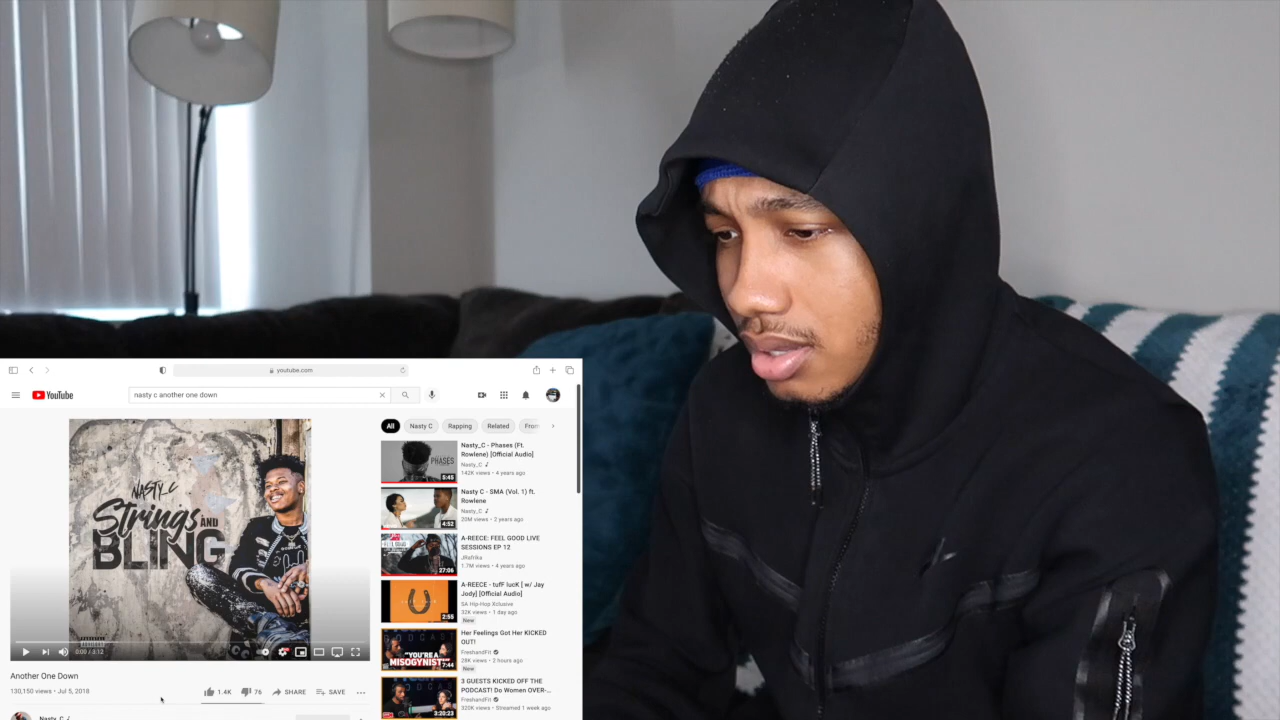 youtube.com
YouTube
nasty c another one down
NASTY_C
Strings AND
BLING
0:00 / 3:12
Another One Down
130,150 views • Jul 5, 2018
1.4K
76
SHARE
SAVE
Nasty_C
All
Nasty C
Rapping
Related
From
PHASES
5:45
Nasty_C - Phases (Ft.
Rowlene) [Official Audio]
Nasty_C
142K views • 4 years ago
4:52
Nasty C - SMA (Vol. 1) ft.
Rowlene
Nasty_C
20M views • 2 years ago
27:06
A-REECE: FEEL GOOD LIVE
SESSIONS EP 12
JRafrika
1.7M views • 4 years ago
2:55
A-REECE - tufF lucK [ w/ Jay
Jody] [Official Audio]
SA Hip-Hop Xclusive
32K views • 1 day ago
New
"YOU'RE A
MISOGYNIST"
7:44
Her Feelings Got Her KICKED
OUT!
FreshandFit
28K views • 2 hours ago
New
3:20:23
3 GUESTS KICKED OFF THE
PODCAST! Do Women OVER-...
FreshandFit
320K views • Streamed 1 week ago